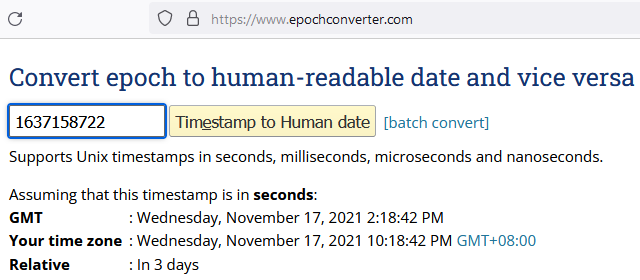 https://www.epochconverter.com
Convert epoch to human-readable date and vice versa
1637158722 Timestamp to Human date [batch convert]
Supports Unix timestamps in seconds, milliseconds, microseconds and nanoseconds.
Assuming that this timestamp is in seconds:
GMT : Wednesday, November 17, 2021 2:18:42 PM
Your time zone : Wednesday, November 17, 2021 10:18:42 PM GMT+08:00
Relative : In 3 days